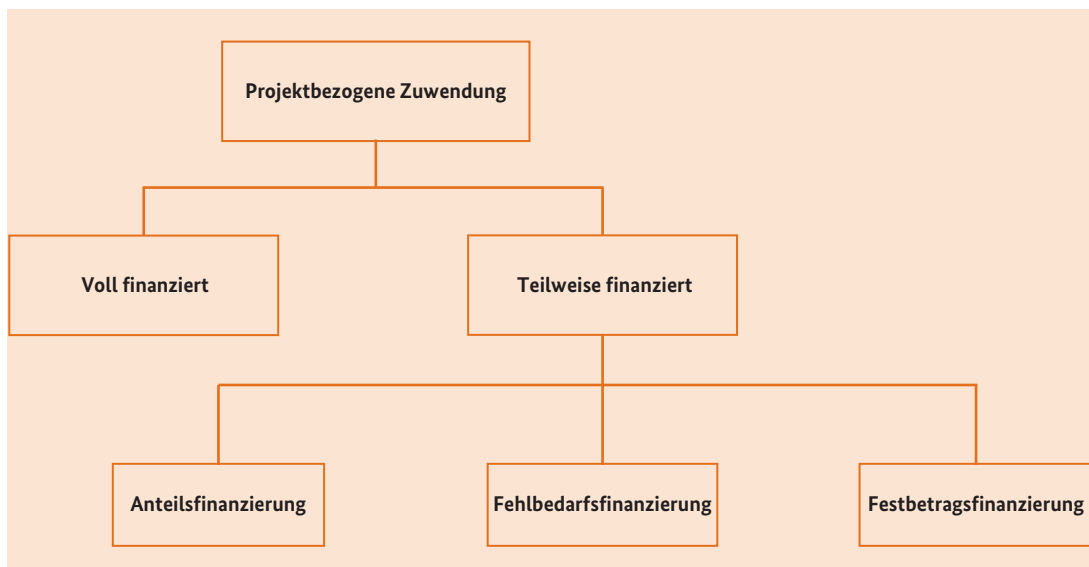 Projektbezogene Zuwendung
Voll finanziert
Teilweise finanziert
Anteilsfinanzierung
Fehlbedarfsfinanzierung
Festbetragsfinanzierung